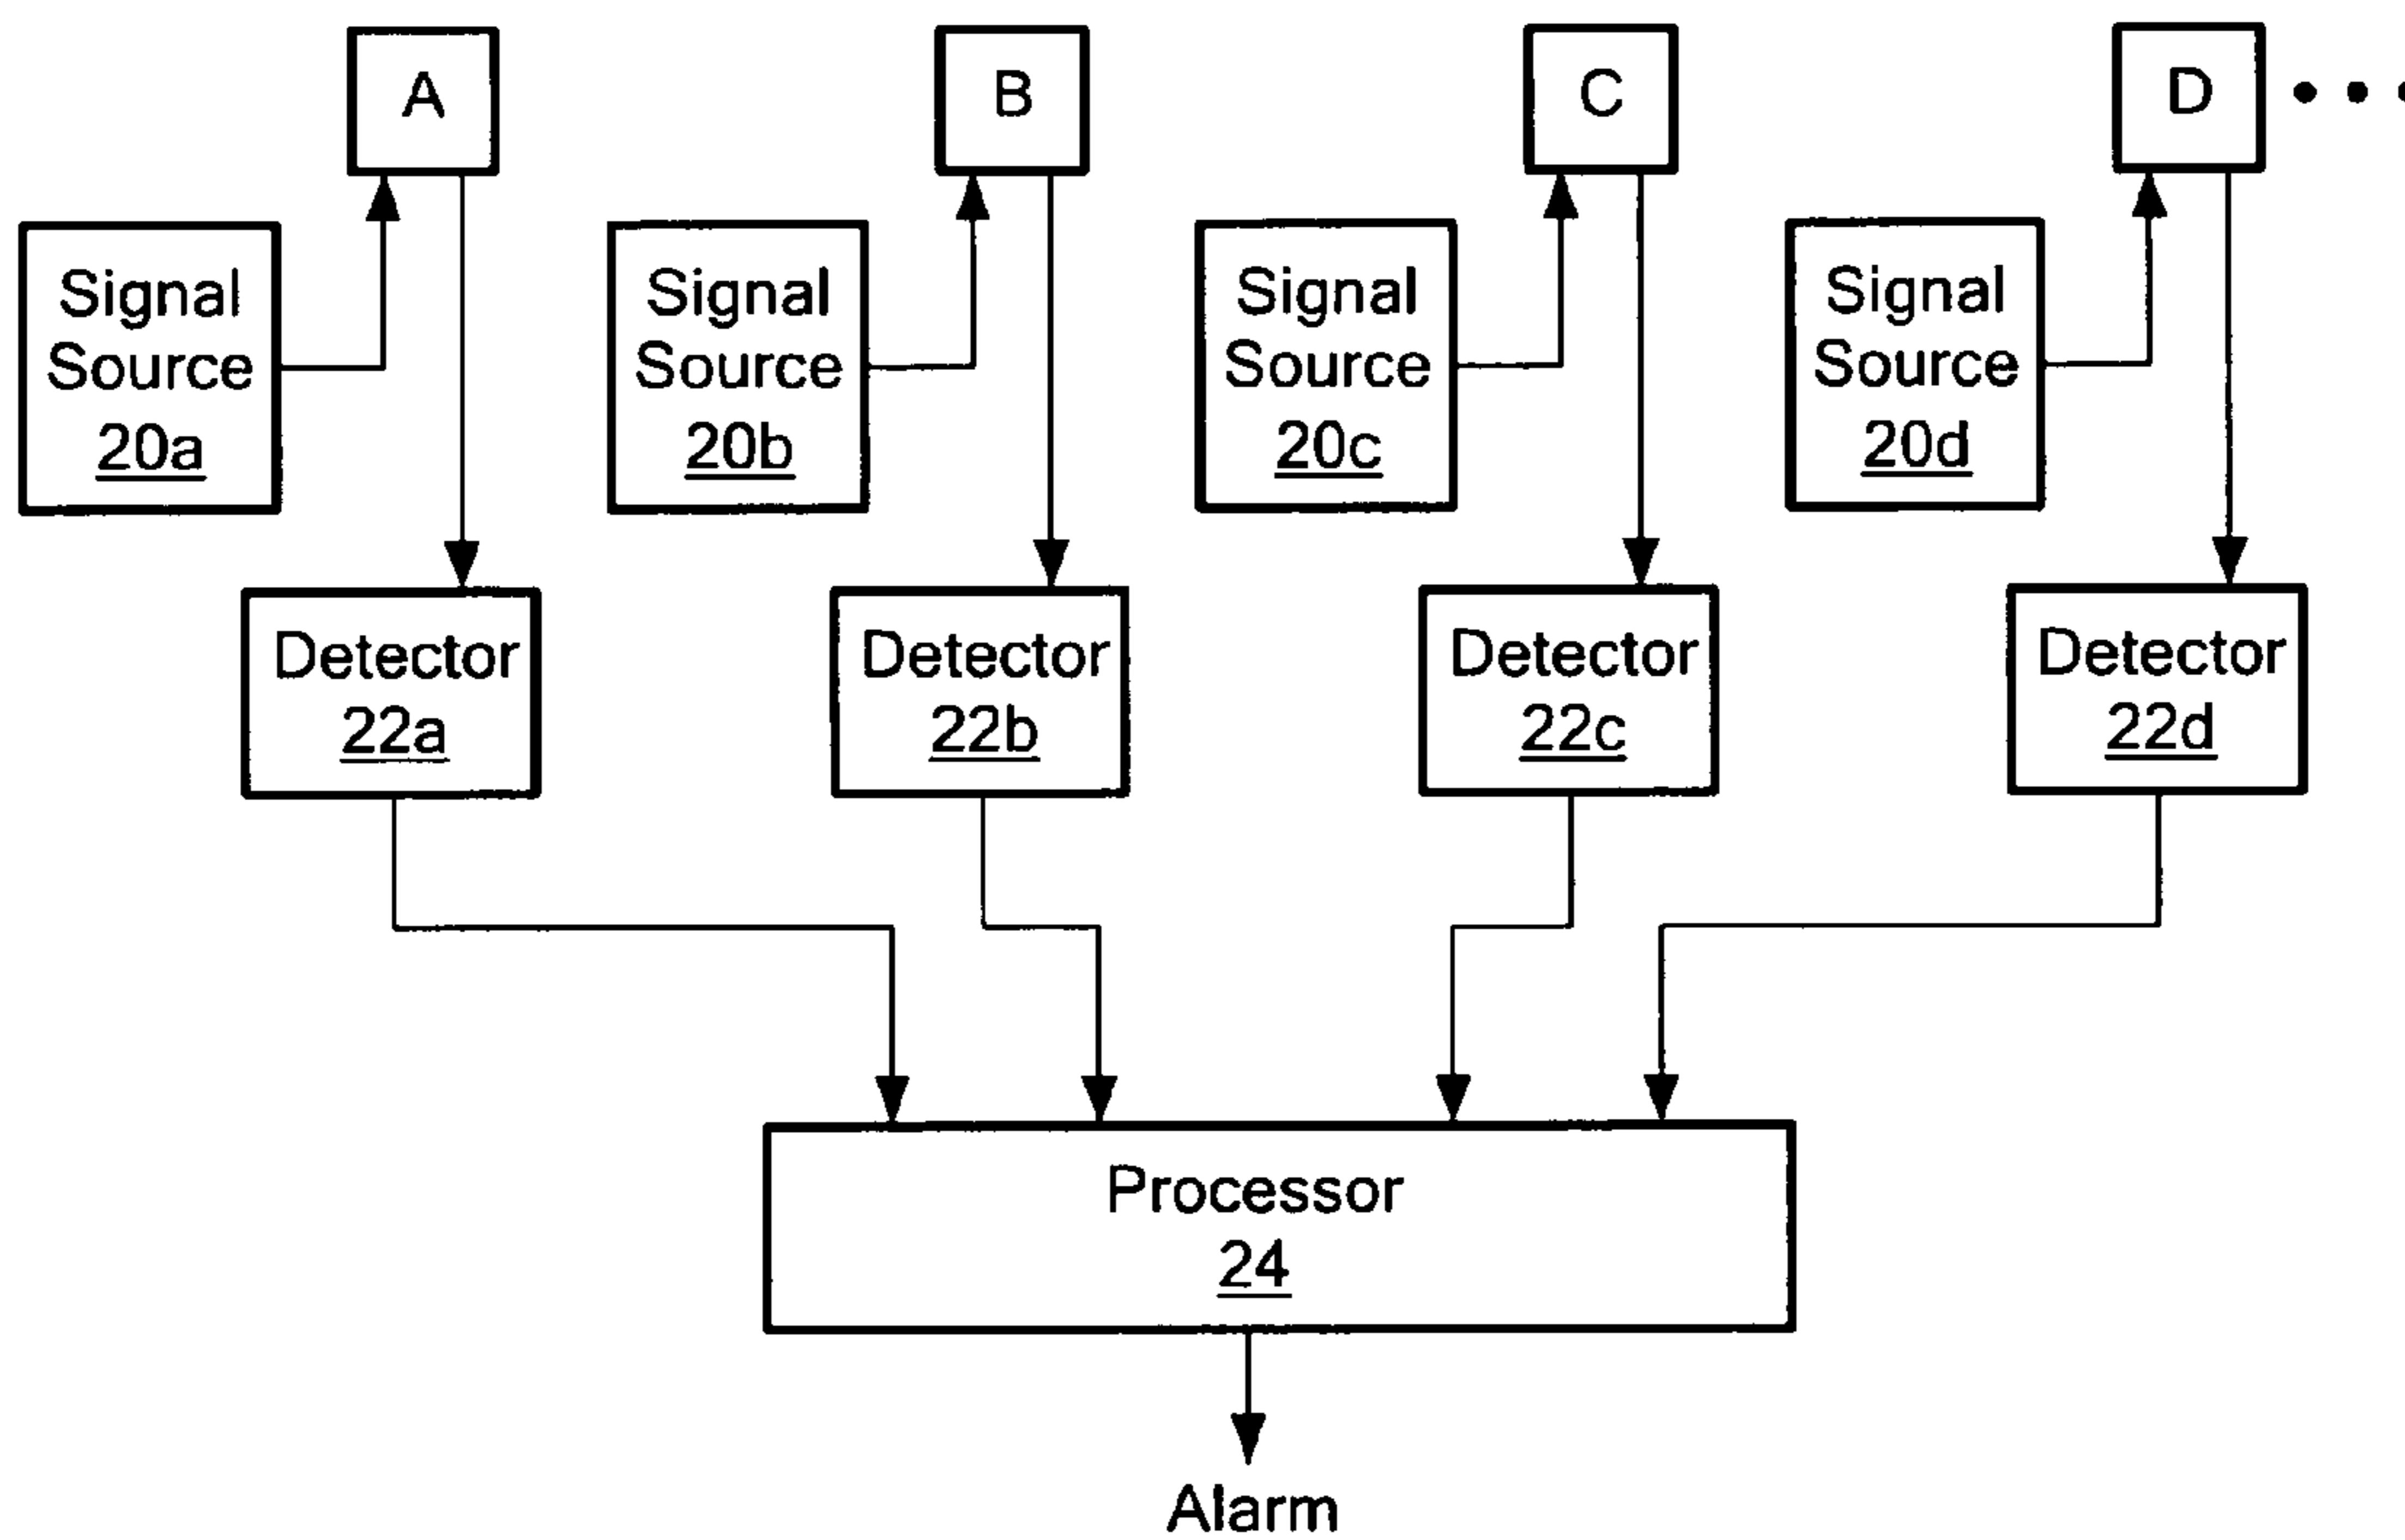 A
B
C
D
Signal
Source
20a
Signal
Source
20b
Signal
Source
20c
Signal
Source
20d
Detector
22a
Detector
22b
Detector
22c
Detector
22d
Processor
24
Alarm